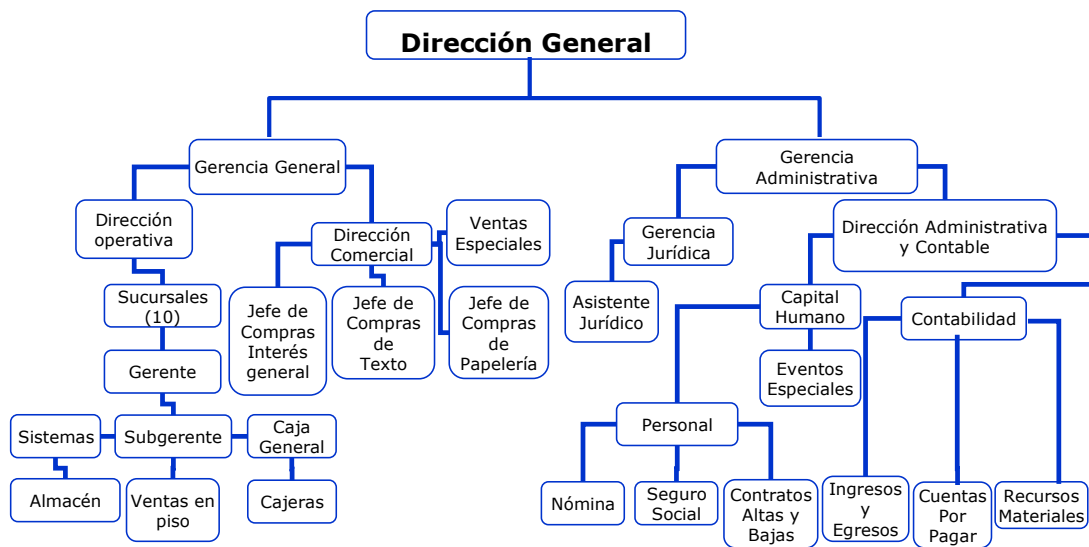 Dirección General
Gerencia General
Gerencia
Administrativa
Dirección
operativa
Dirección
Comercial
Ventas
Especiales
Gerencia
Jurídica
Dirección Administrativa
y Contable
Sucursales
(10)
Jefe de
Compras
Interés
general
Jefe de
Compras
de
Texto
Jefe de
Compras
de
Papelería
Asistente
Jurídico
Capital
Humano
Contabilidad
Gerente
Eventos
Especiales
Sistemas
Subgerente
Caja
General
Personal
Almacén
Ventas en
piso
Cajeras
Nómina
Seguro
Social
Contratos
Altas y
Bajas
Ingresos
y
Egresos
Cuentas
Por
Pagar
Recursos
Materiales